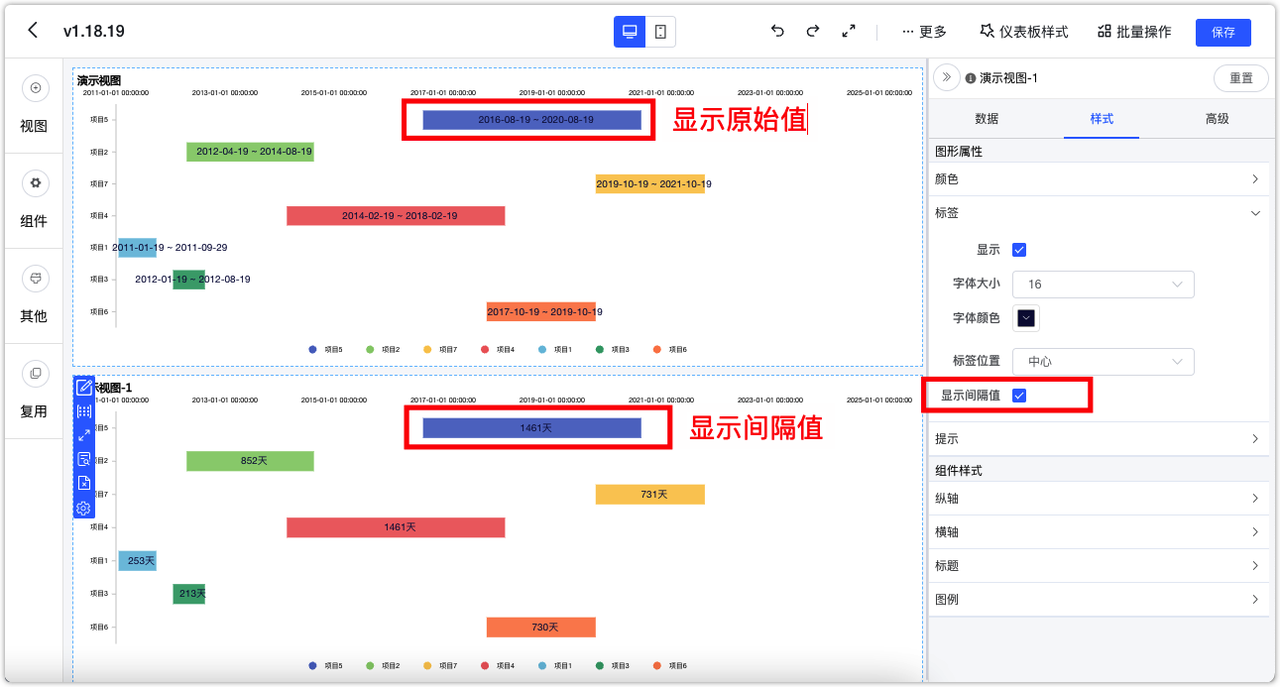 v1.18.19
··· 更多
仪表板样式
批量操作
保存
视图
组件
其他
复用
演示视图
2011-01-01 00:00:00 2013-01-01 00:00:00 2015-01-01 00:00:00 2017-01-01 00:00:00 2019-01-01 00:00:00 2021-01-01 00:00:00 2023-01-01 00:00:00 2025-01-01 00:00:00
项目5 2016-08-19 ~ 2020-08-19 显示原始值
项目2 2012-04-19 ~ 2014-08-19
项目7 2019-10-19 ~ 2021-10-19
项目4 2014-02-19 ~ 2018-02-19
项目1 2011-01-19 ~ 2011-09-29
项目3 2012-01-19 ~ 2012-08-19
项目6 2017-10-19 ~ 2019-10-19
项目5 项目2 项目7 项目4 项目1 项目3 项目6
示视图-1
1-01-01 00:00:00 2013-01-01 00:00:00 2015-01-01 00:00:00 2017-01-01 00:00:00 2019-01-01 00:00:00 2021-01-01 00:00:00 2023-01-01 00:00:00 2025-01-01 00:00:00
目5 1461天 显示间隔值
目2 852天
目7 731天
项目4 1461天
项目1 253天
项目3 213天
项目6 730天
项目5 项目2 项目7 项目4 项目1 项目3 项目6
演示视图-1
重置
数据 样式 高级
图形属性
颜色
标签
显示
字体大小 16
字体颜色
标签位置 中心
显示间隔值
提示
组件样式
纵轴
横轴
标题
图例